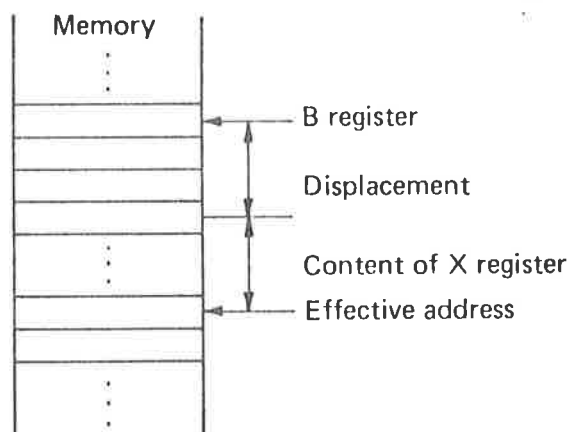 Memory
B register
Displacement
Content of X register
Effective address